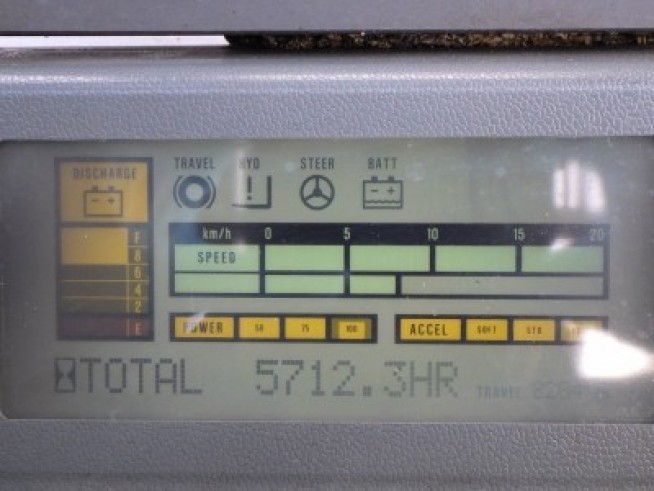 TRAVEL HYD STEER BATT
DISCHARGE
km/h 0 5 10 15 20
SPEED
F
8
6
4
2
E
POWER 50 75 100
ACCEL SOFT STD
TOTAL 5712.3HR TRAVEL